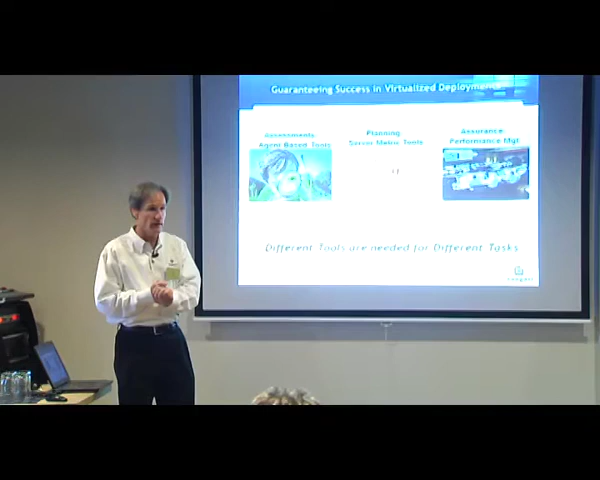 Guaranteeing Success in Virtualized Deployments
Assessments
Agent Based Tools
Planning
Server Metric Tools
Assurance
Performance Mgt
Different Tools are needed for Different Tasks